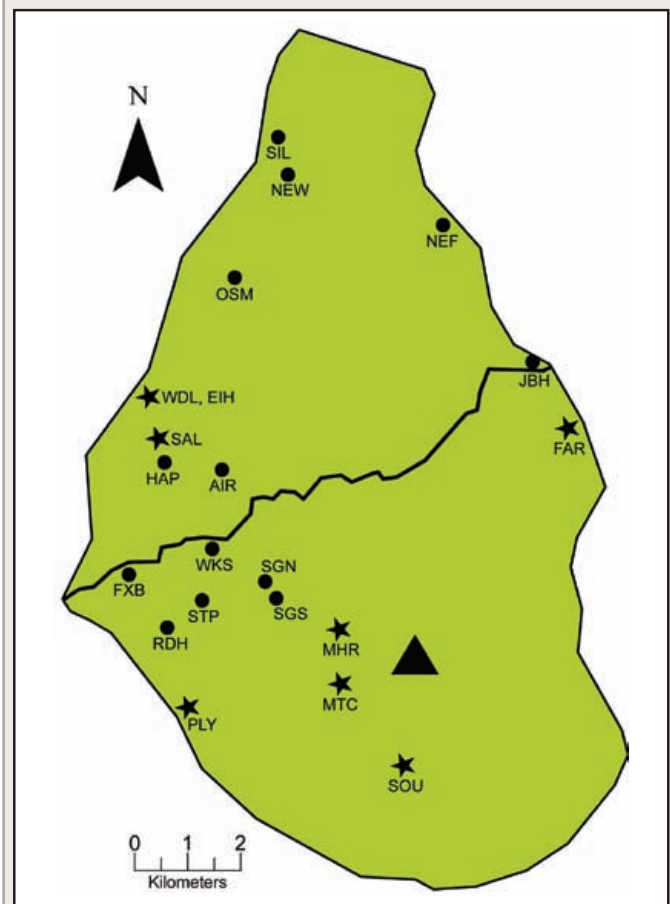 N
SIL
NEW
NEF
OSM
JBH
WDL, EIH
FAR
SAL
HAP
AIR
WKS
SGN
FXB
SGS
STP
RDH
MHR
MTC
PLY
SOU
0 1 2
Kilometers